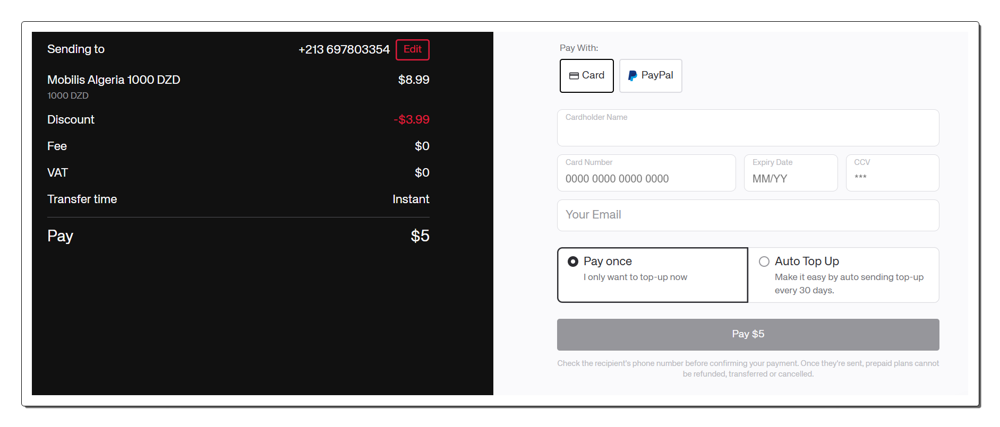 Sending to
+213 697803354
Edit
Mobilis Algeria 1000 DZD
$8.99
1000 DZD
Discount
-$3.99
Fee
$0
VAT
$0
Transfer time
Instant
Pay
$5
Pay With:
Card
PayPal
Cardholder Name
Card Number
0000 0000 0000 0000
Expiry Date
MM/YY
CCV
***
Your Email
Pay once
I only want to top-up now
Auto Top Up
Make it easy by auto sending top-up
every 30 days.
Pay $5
Check the recipient's phone number before confirming your payment. Once they're sent, prepaid plans cannot
be refunded, transferred or cancelled.